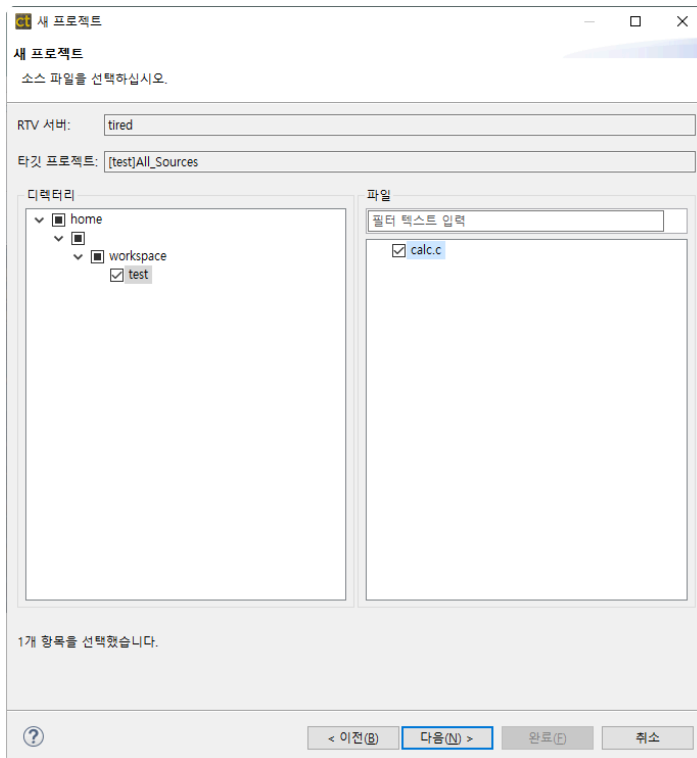 ct 새 프로젝트
새 프로젝트
소스 파일을 선택하십시오.
RTV 서버: tired
타깃 프로젝트: [test]All_Sources
디렉터리
home
workspace
test
파일
필터 텍스트 입력
calc.c
1개 항목을 선택했습니다.
? < 이전(B) 다음(N) > 완료(F) 취소